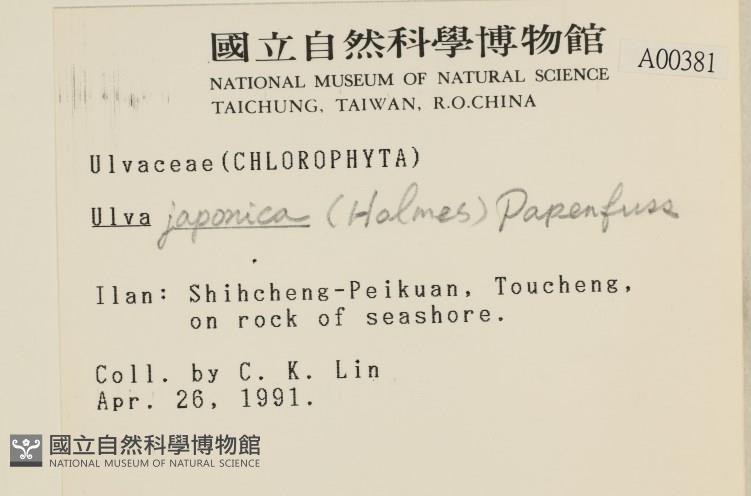 國立自然科學博物館
NATIONAL MUSEUM OF NATURAL SCIENCE
TAICHUNG, TAIWAN, R.O.CHINA
A00381
Ulvaceae(CHLOROPHYTA)
Ulva japonica (Holmes) Papenfuss
Ilan: Shihcheng-Peikuan, Toucheng,
on rock of seashore.
Coll. by C. K. Lin
Apr. 26, 1991.
國立自然科學博物館
NATIONAL MUSEUM OF NATURAL SCIENCE